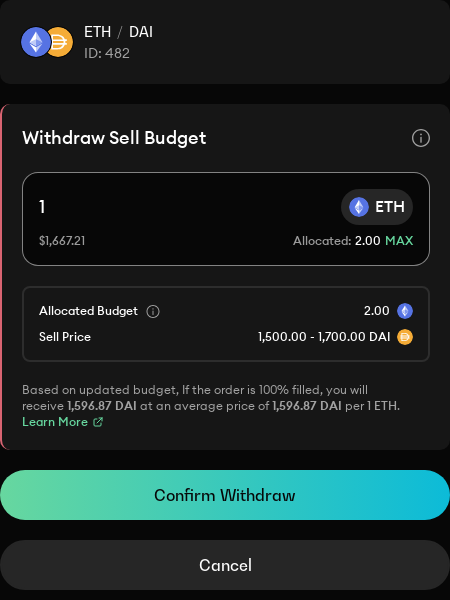 ETH / DAI
ID: 482
Withdraw Sell Budget
1
ETH
$1,667.21
Allocated: 2.00 MAX
Allocated Budget
2.00
Sell Price
1,500.00 - 1,700.00 DAI
Based on updated budget, If the order is 100% filled, you will
receive 1,596.87 DAI at an average price of 1,596.87 DAI per 1 ETH.
Learn More
Confirm Withdraw
Cancel